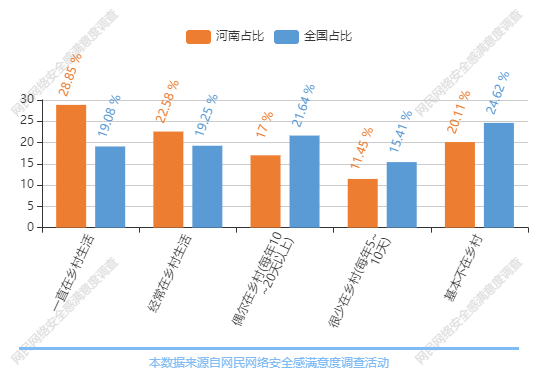 网民网络安全感满意度调查
网民网络安全感满意度调查
河南占比
全国占比
28.85 %
19.08 %
22.58 %
19.25 %
17 %
21.64 %
11.45 %
15.41 %
20.11 %
24.62 %
30
25
20
15
10
5
0
一直在乡村生活
经常在乡村生活
偶尔在乡村(每年10
~20天以上)
很少在乡村(每年5~
10天)
基本不在乡村
网民网络安全感满意度调查
网民网络安全感满意度调查
本数据来源自网民网络安全感满意度调查活动